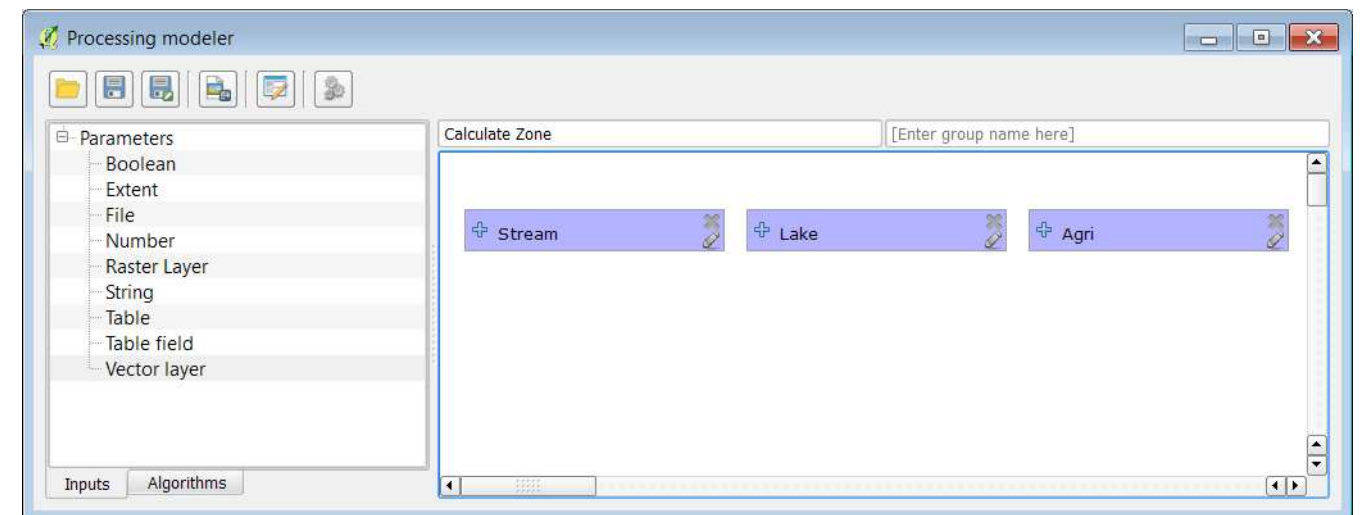 Processing modeler
Parameters
Boolean
Extent
File
Number
Raster Layer
String
Table
Table field
Vector layer
Inputs Algorithms
Calculate Zone [Enter group name here]
Stream Lake Agri